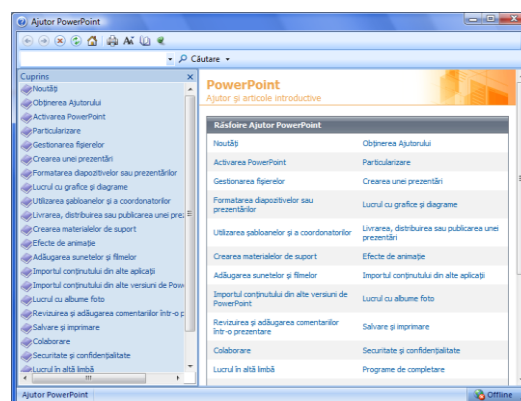 Ajutor PowerPoint
Căutare
Cuprins
Noutăți
Obținerea Ajutorului
Activarea PowerPoint
Particularizare
Gestionarea fișierelor
Crearea unei prezentări
Formatarea diapozitivelor sau prezentărilor
Lucrul cu grafice și diagrame
Utilizarea șabloanelor și a coordonatorilor
Livrarea, distribuirea sau publicarea unei prez
Crearea materialelor de suport
Efecte de animație
Adăugarea sunetelor și filmelor
Importul conținutului din alte aplicații
Importul conținutului din alte versiuni de Pow
Lucrul cu albume foto
Revizuirea și adăugarea comentariilor într-o p
Salvare și imprimare
Colaborare
Securitate și confidențialitate
Lucrul în altă limbă
PowerPoint
Ajutor și articole introductive
Răsfoire Ajutor PowerPoint
Noutăți Obținerea Ajutorului
Activarea PowerPoint Particularizare
Gestionarea fișierelor Crearea unei prezentări
Formatarea diapozitivelor sau
prezentărilor Lucrul cu grafice și diagrame
Utilizarea șabloanelor și a coordonatorilor Livrarea, distribuirea sau publicarea unei
prezentări
Crearea materialelor de suport Efecte de animație
Adăugarea sunetelor și filmelor Importul conținutului din alte aplicații
Importul conținutului din alte versiuni de
PowerPoint Lucrul cu albume foto
Revizuirea și adăugarea comentariilor
într-o prezentare Salvare și imprimare
Colaborare Securitate și confidențialitate
Lucrul în altă limbă Programe de completare
Ajutor PowerPoint Offline